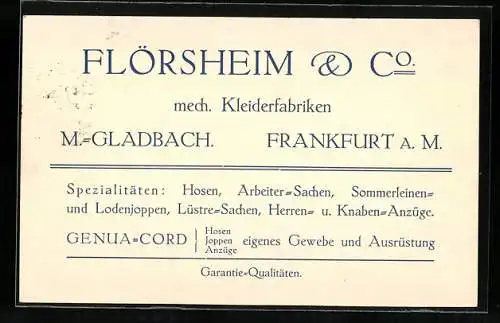 FLÖRSHEIM & Co.
mech. Kleiderfabriken
M.=GLADBACH. FRANKFURT A. M.
Spezialitäten: Hosen, Arbeiter=Sachen, Sommerleinen=
und Lodenjoppen, Lüstre=Sachen, Herren= u. Knaben=Anzüge.
GENUA=CORD Hosen Joppen Anzüge eigenes Gewebe und Ausrüstung
Garantie=Qualitäten.